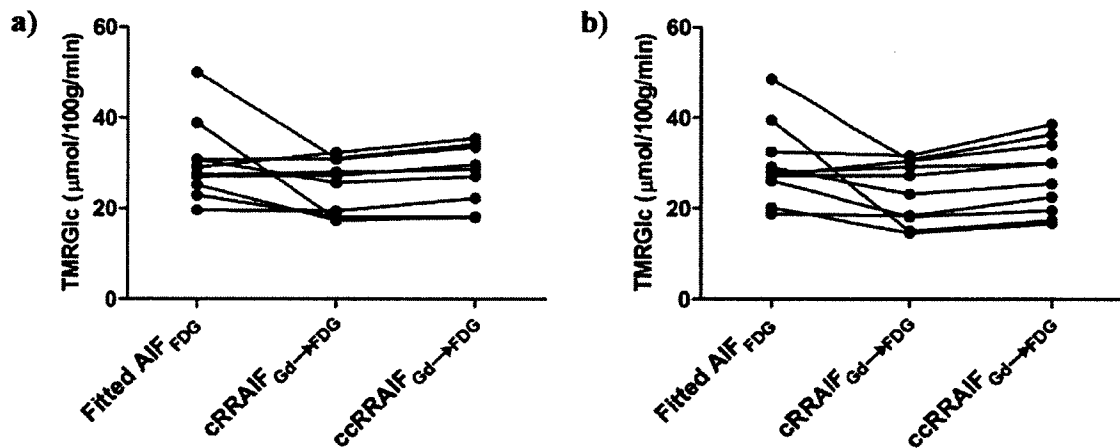 a)
TMRGlc (μmol/100g/min)
60
40
20
0
Fitted AIF FDG
cRRAIF Gd→FDG
ccRRAIF Gd→FDG
b)
TMRGlc (μmol/100g/min)
60
40
20
0
Fitted AIF FDG
cRRAIF Gd→FDG
ccRRAIF Gd→FDG